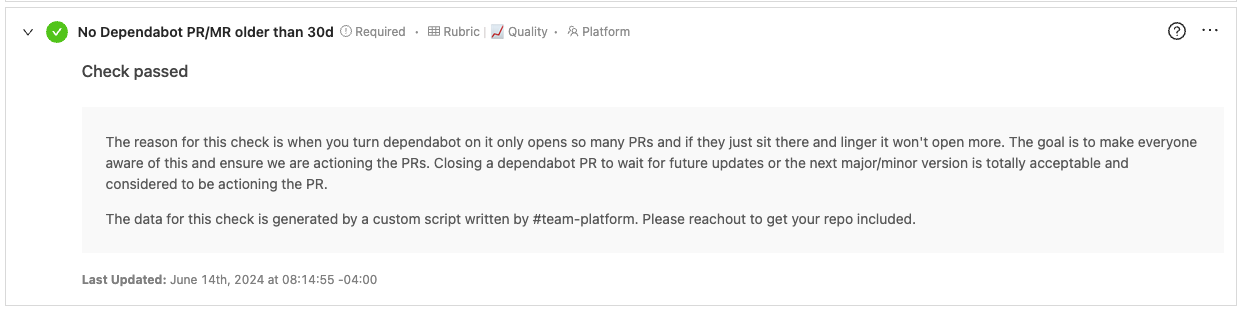 No Dependabot PR/MR older than 30d Required · Rubric | Quality · Platform
Check passed
The reason for this check is when you turn dependabot on it only opens so many PRs and if they just sit there and linger it won't open more. The goal is to make everyone
aware of this and ensure we are actioning the PRs. Closing a dependabot PR to wait for future updates or the next major/minor version is totally acceptable and
considered to be actioning the PR.
The data for this check is generated by a custom script written by #team-platform. Please reachout to get your repo included.
Last Updated: June 14th, 2024 at 08:14:55 -04:00